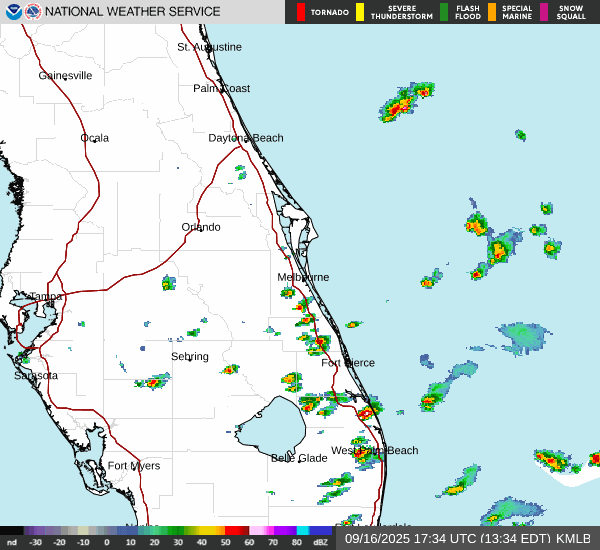 NATIONAL WEATHER SERVICE
TORNADO
SEVERE
THUNDERSTORM
FLASH
FLOOD
SPECIAL
MARINE
SNOW
SQUALL
St. Augustine
Gainesville
Palm Coast
Ocala
Daytona Beach
Orlando
Melbourne
Tampa
Sebring
Fort Pierce
Sarasota
West Palm Beach
Belle Glade
Fort Myers
nd -30 -20 -10 0 10 20 30 40 50 60 70 80 dBZ
09/16/2025 17:34 UTC (13:34 EDT) KMLB